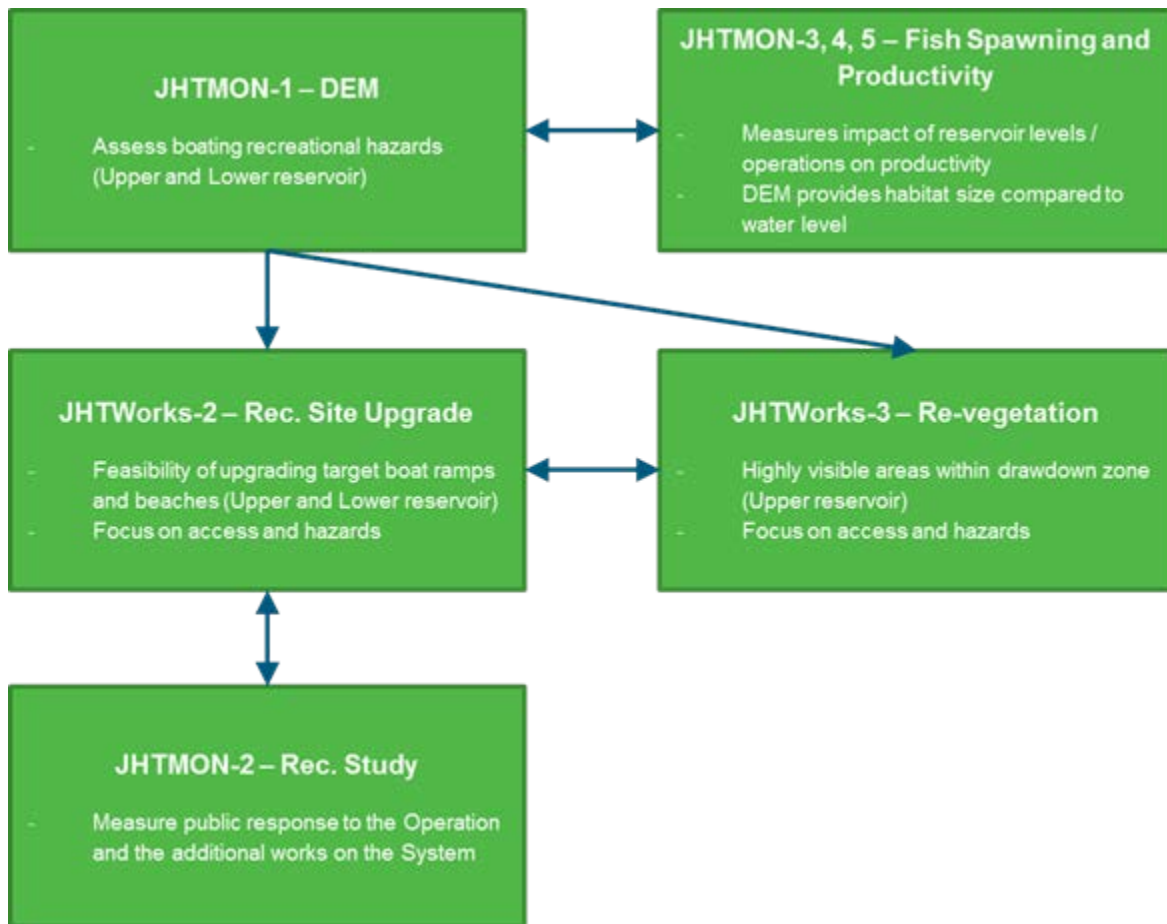 JHTMON-1 – DEM
- Assess boating recreational hazards
(Upper and Lower reservoir)
JHTMON-3, 4, 5 – Fish Spawning and
Productivity
- Measures impact of reservoir levels /
operations on productivity
- DEM provides habitat size compared to
water level
JHTWorks-2 – Rec. Site Upgrade
- Feasibility of upgrading target boat ramps
and beaches (Upper and Lower reservoir)
- Focus on access and hazards
JHTWorks-3 – Re-vegetation
- Highly visible areas within drawdown zone
(Upper reservoir)
- Focus on access and hazards
JHTMON-2 – Rec. Study
- Measure public response to the Operation
and the additional works on the System